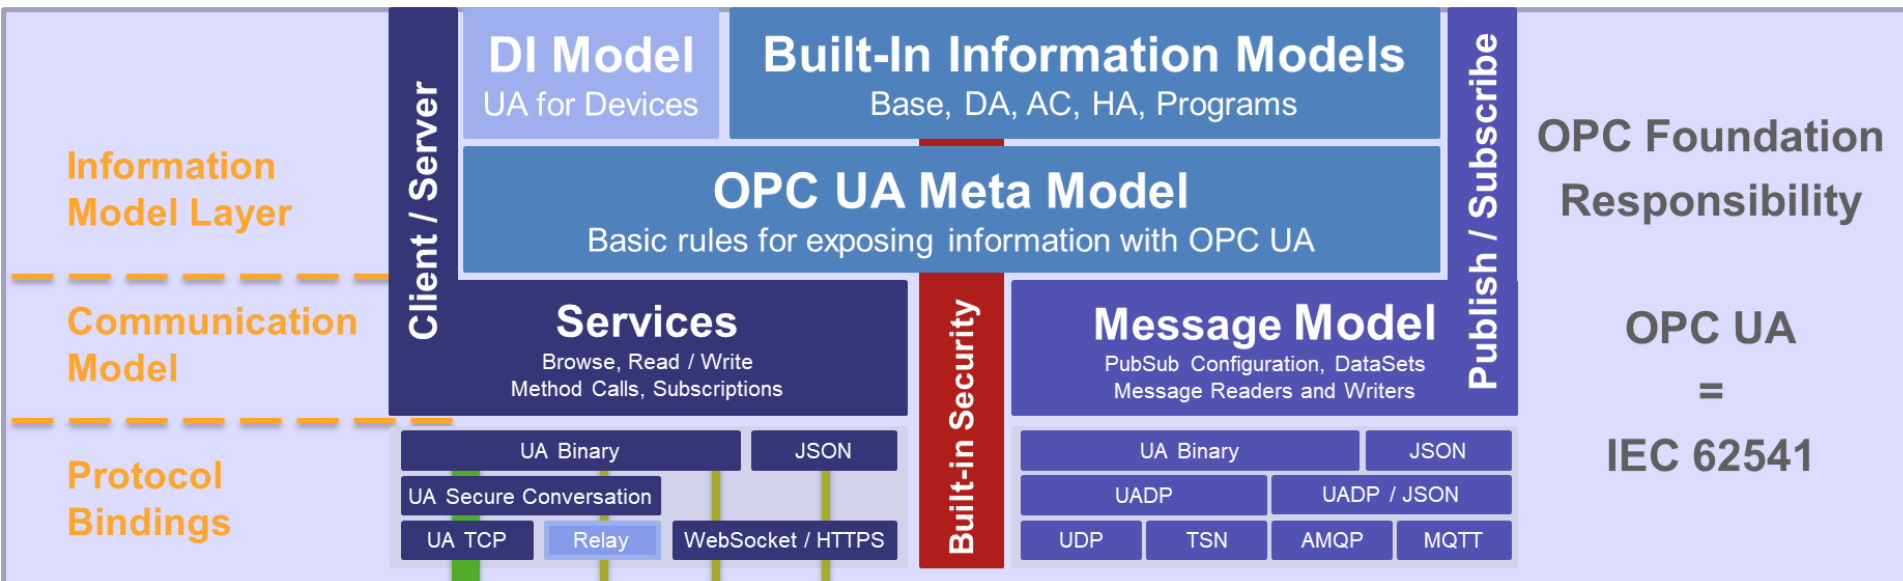 Information
Model Layer
Communication
Model
Protocol
Bindings
Client / Server
DI Model
UA for Devices
Built-In Information Models
Base, DA, AC, HA, Programs
OPC UA Meta Model
Basic rules for exposing information with OPC UA
Services
Browse, Read / Write
Method Calls, Subscriptions
UA Binary
JSON
UA Secure Conversation
UA TCP
Relay
WebSocket / HTTPS
Built-in Security
Message Model
PubSub Configuration, DataSets
Message Readers and Writers
Publish / Subscribe
UA Binary
JSON
UADP
UADP / JSON
UDP
TSN
AMQP
MQTT
OPC Foundation
Responsibility
OPC UA
=
IEC 62541